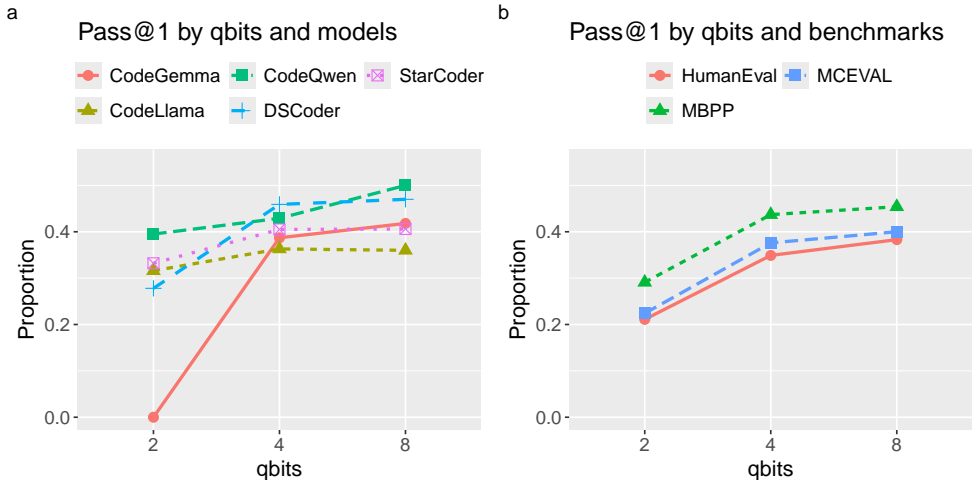 a
Pass@1 by qbits and models
CodeGemma CodeQwen StarCoder
CodeLlama DSCoder
Proportion
0.4
0.2
0.0
2 4 8
qbits
b
Pass@1 by qbits and benchmarks
HumanEval MCEVAL
MBPP
Proportion
0.4
0.2
0.0
2 4 8
qbits